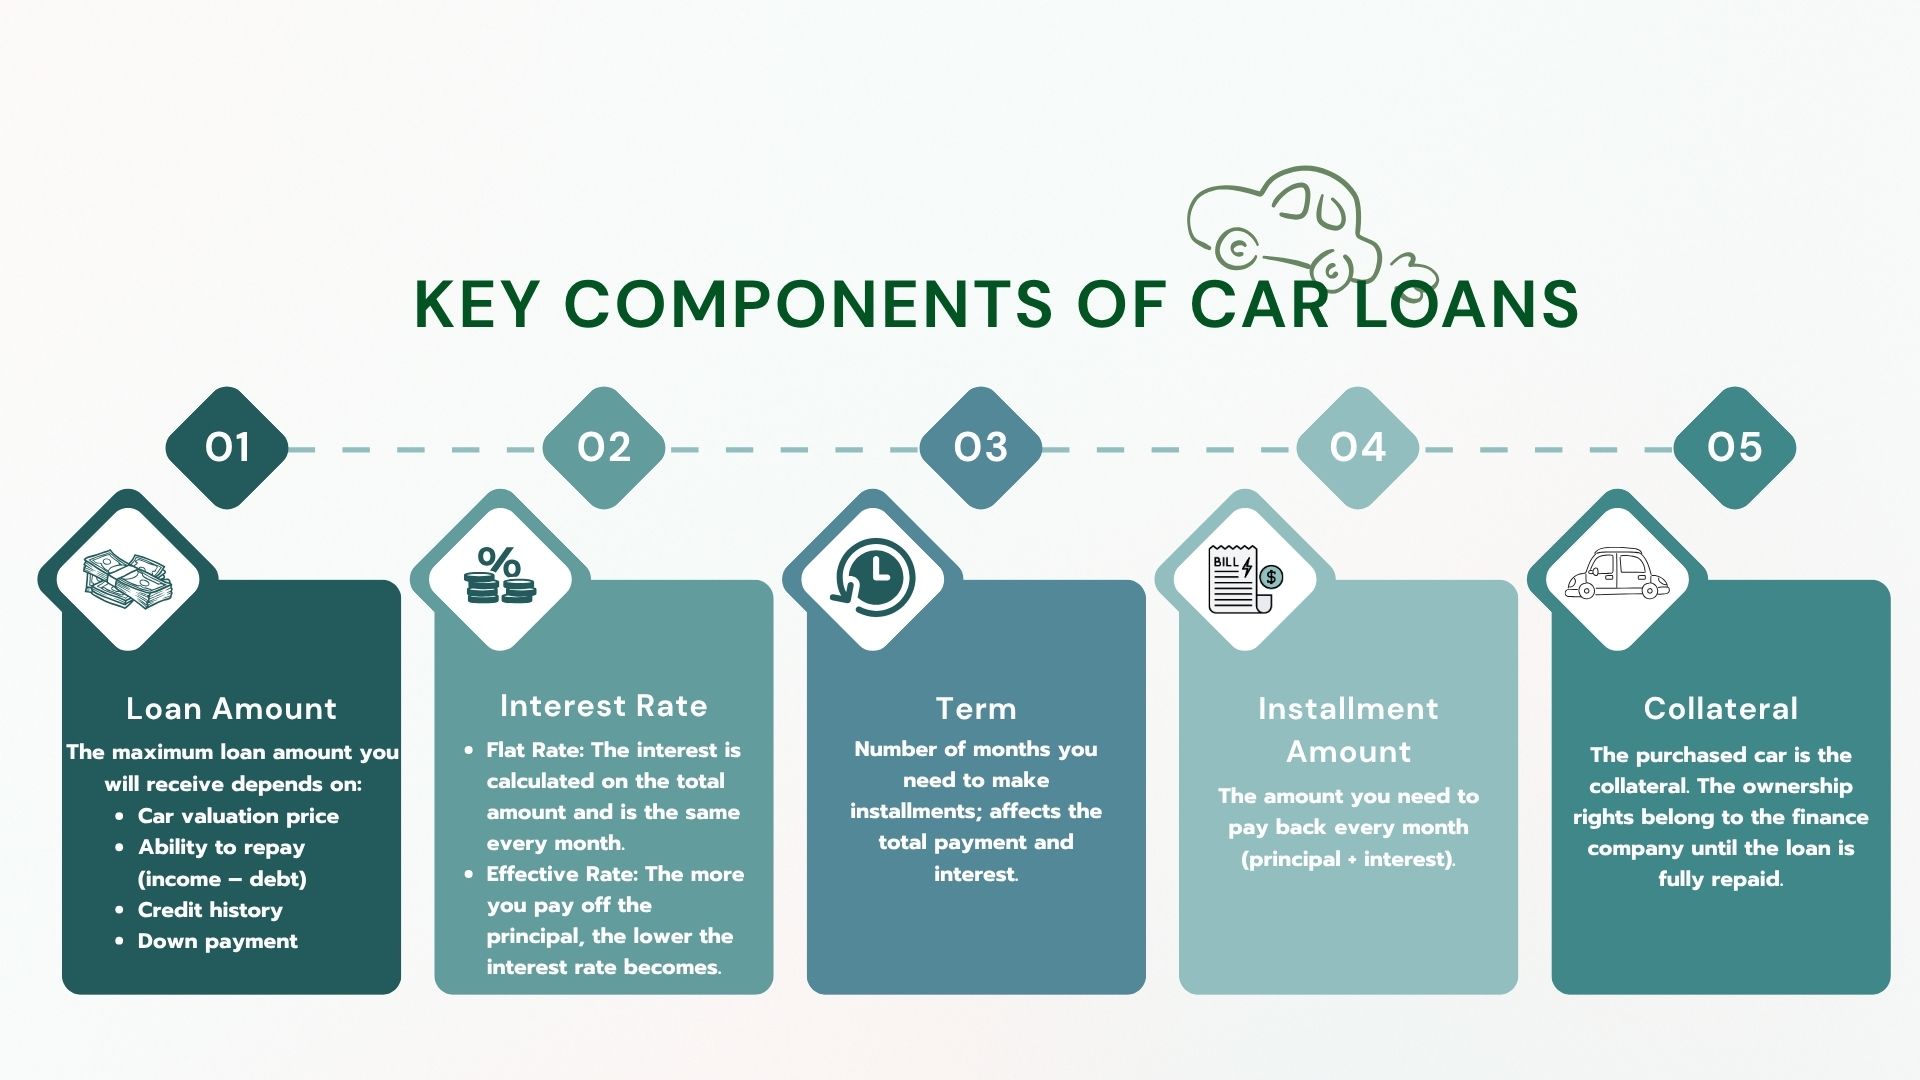 KEY COMPONENTS OF CAR LOANS
01
02
03
04
05
%
BILL
$
Loan Amount
The maximum loan amount you
will receive depends on:
• Car valuation price
• Ability to repay
(income – debt)
• Credit history
• Down payment
Interest Rate
• Flat Rate: The interest is
calculated on the total
amount and is the same
every month.
• Effective Rate: The more
you pay off the
principal, the lower the
interest rate becomes.
Term
Number of months you
need to make
installments; affects the
total payment and
interest.
Installment
Amount
The amount you need to
pay back every month
(principal + interest).
Collateral
The purchased car is the
collateral. The ownership
rights belong to the finance
company until the loan is
fully repaid.